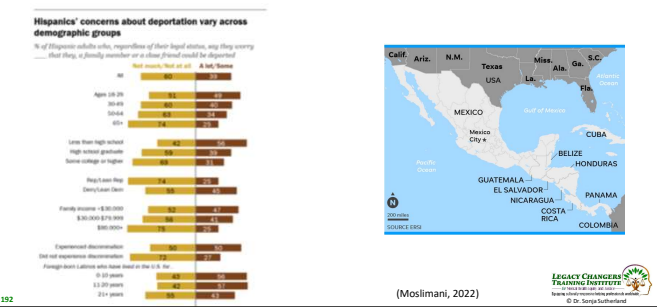 Hispanics' concerns about deportation vary across
demographic groups
% of Hispanic adults who, regardless of their legal status, say they worry
___ that they, a family member or a close friend could be deported
Not much/Not at all A lot/Some
All 60 39
Ages 18-29 51 49
30-49 60 40
50-64 63 34
65+ 74 25
Less than high school 42 56
High school graduate 59 39
Some college or higher 69 31
Rep/Lean Rep 74 25
Dem/Lean Dem 55 45
Family income <$30,000 52 47
$30,000-$79,999 59 41
$80,000+ 75 25
Experienced discrimination 50 50
Did not experience discrimination 72 27
Foreign-born Latinos who have lived in the U.S. for...
0-10 years 43 56
11-20 years 42 57
21+ years 55 43
192
Calif.
Ariz.
N.M.
Texas
USA
Miss.
Ala.
Ga.
S.C.
La.
Fla.
Atlantic
Ocean
MEXICO
Gulf of Mexico
Mexico
City
CUBA
BELIZE
HONDURAS
Pacific
Ocean
GUATEMALA
EL SALVADOR
NICARAGUA
PANAMA
COSTA
RICA
COLOMBIA
N
200 miles
SOURCE ESRI
(Moslimani, 2022)
LEGACY CHANGERS
TRAINING INSTITUTE
© Dr. Sonja Sutherland